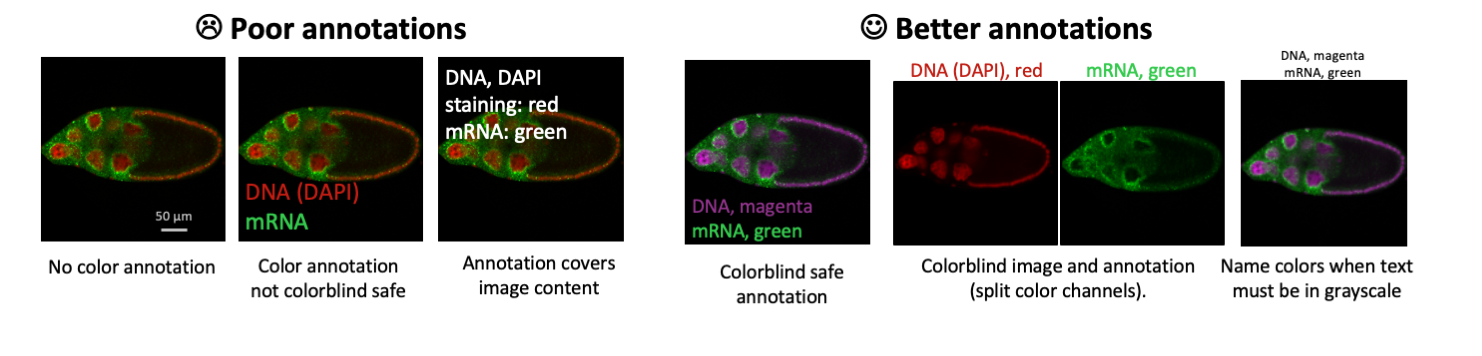 ☹ Poor annotations
DNA, DAPI
staining: red
mRNA: green
DNA (DAPI)
mRNA
50 µm
No color annotation
Color annotation
not colorblind safe
Annotation covers
image content
☺ Better annotations
DNA, magenta
mRNA, green
DNA (DAPI), red
mRNA, green
DNA, magenta
mRNA, green
Colorblind safe
annotation
Colorblind image and annotation
(split color channels).
Name colors when text
must be in grayscale